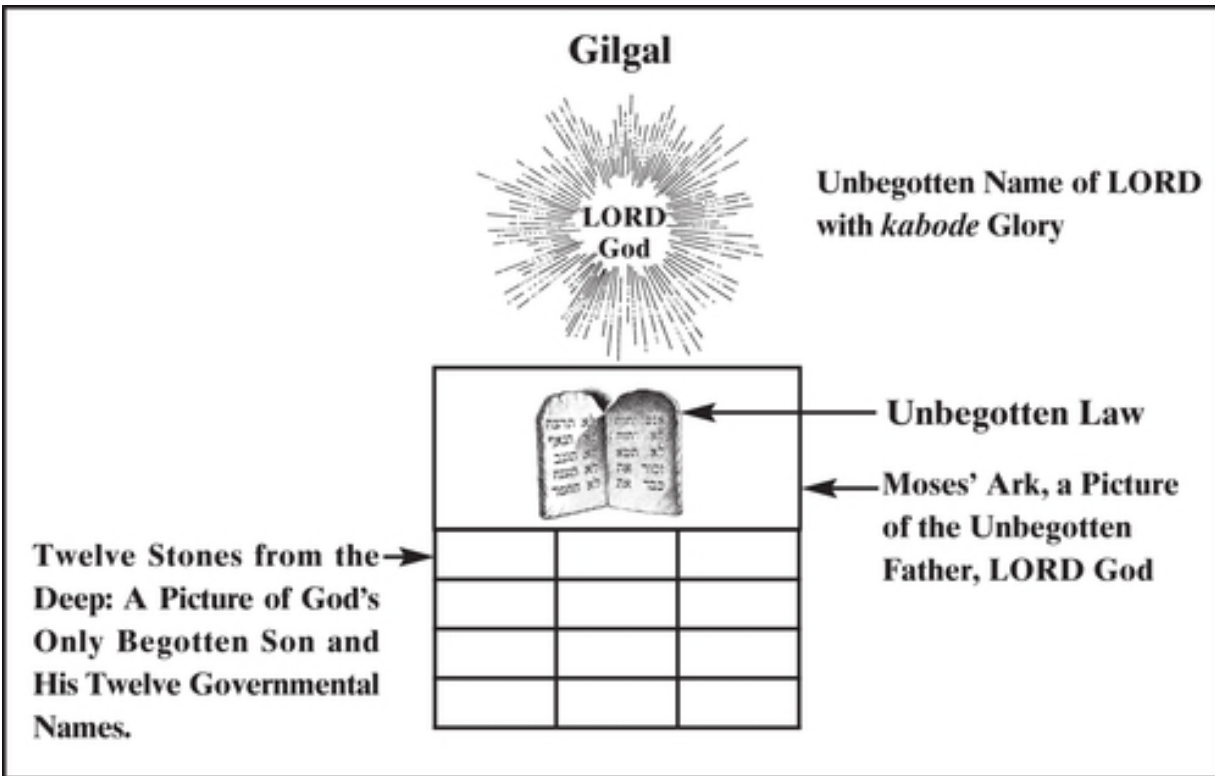 Gilgal
LORD
God
Unbegotten Name of LORD
with kabode Glory
Unbegotten Law
Moses' Ark, a Picture
of the Unbegotten
Father, LORD God
Twelve Stones from the
Deep: A Picture of God's
Only Begotten Son and
His Twelve Governmental
Names.